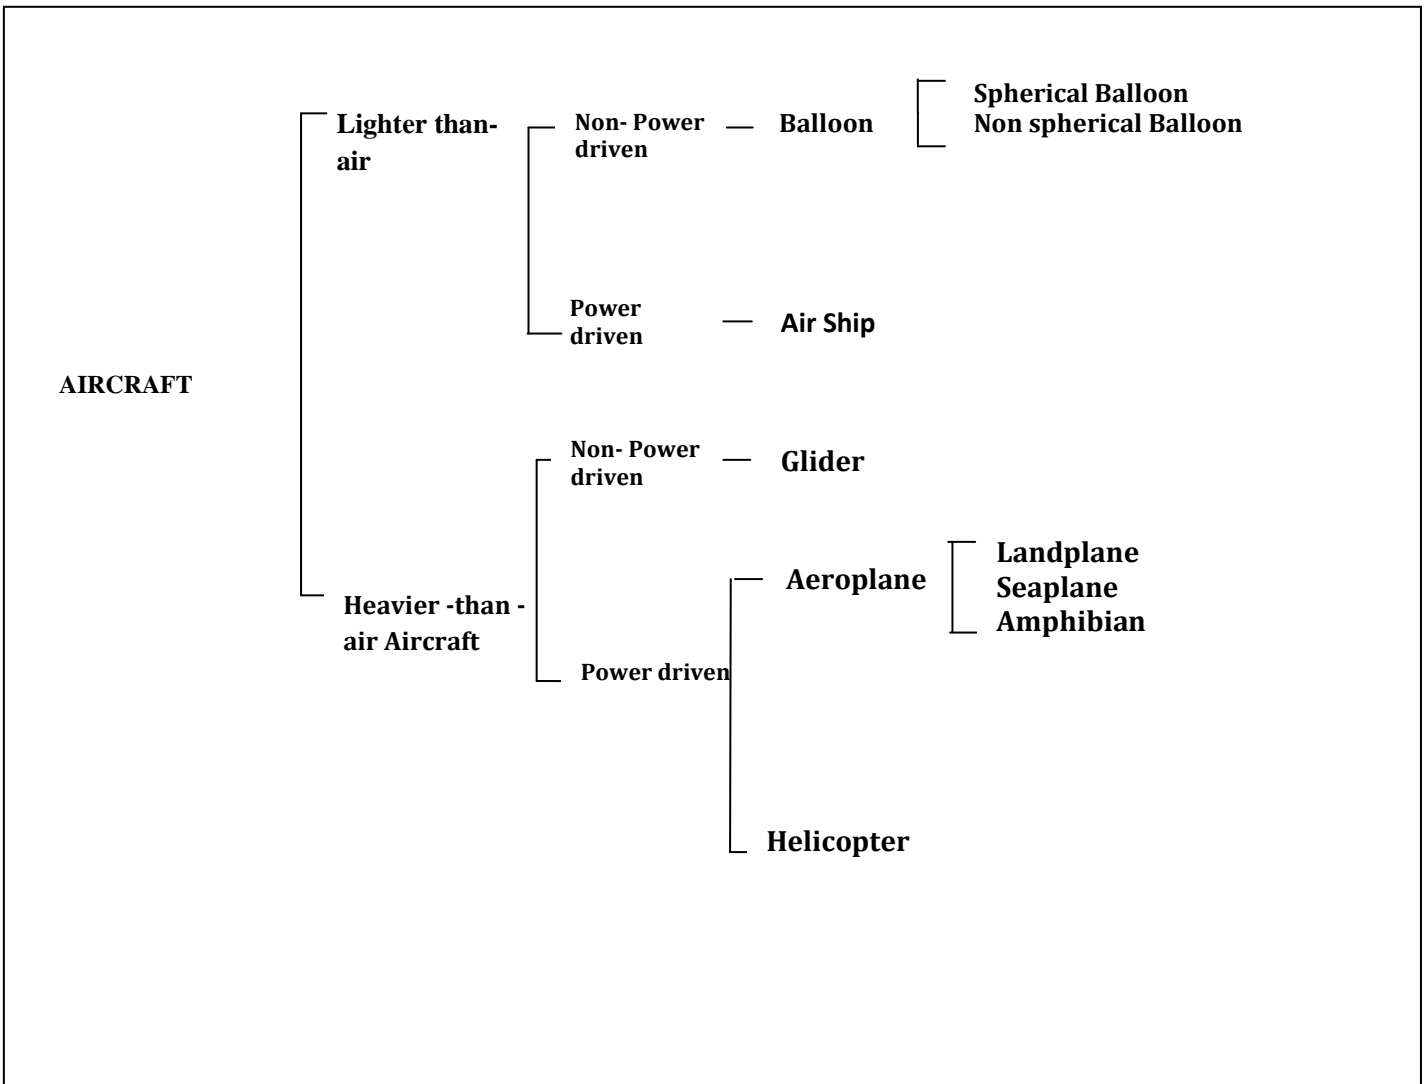 Spherical Balloon
Lighter than-
air
Non- Power
driven
Balloon
Non spherical Balloon
Power
driven
Air Ship
AIRCRAFT
Non- Power
driven
Glider
Heavier -than -
air Aircraft
Power driven
Aeroplane
Landplane
Seaplane
Amphibian
Helicopter